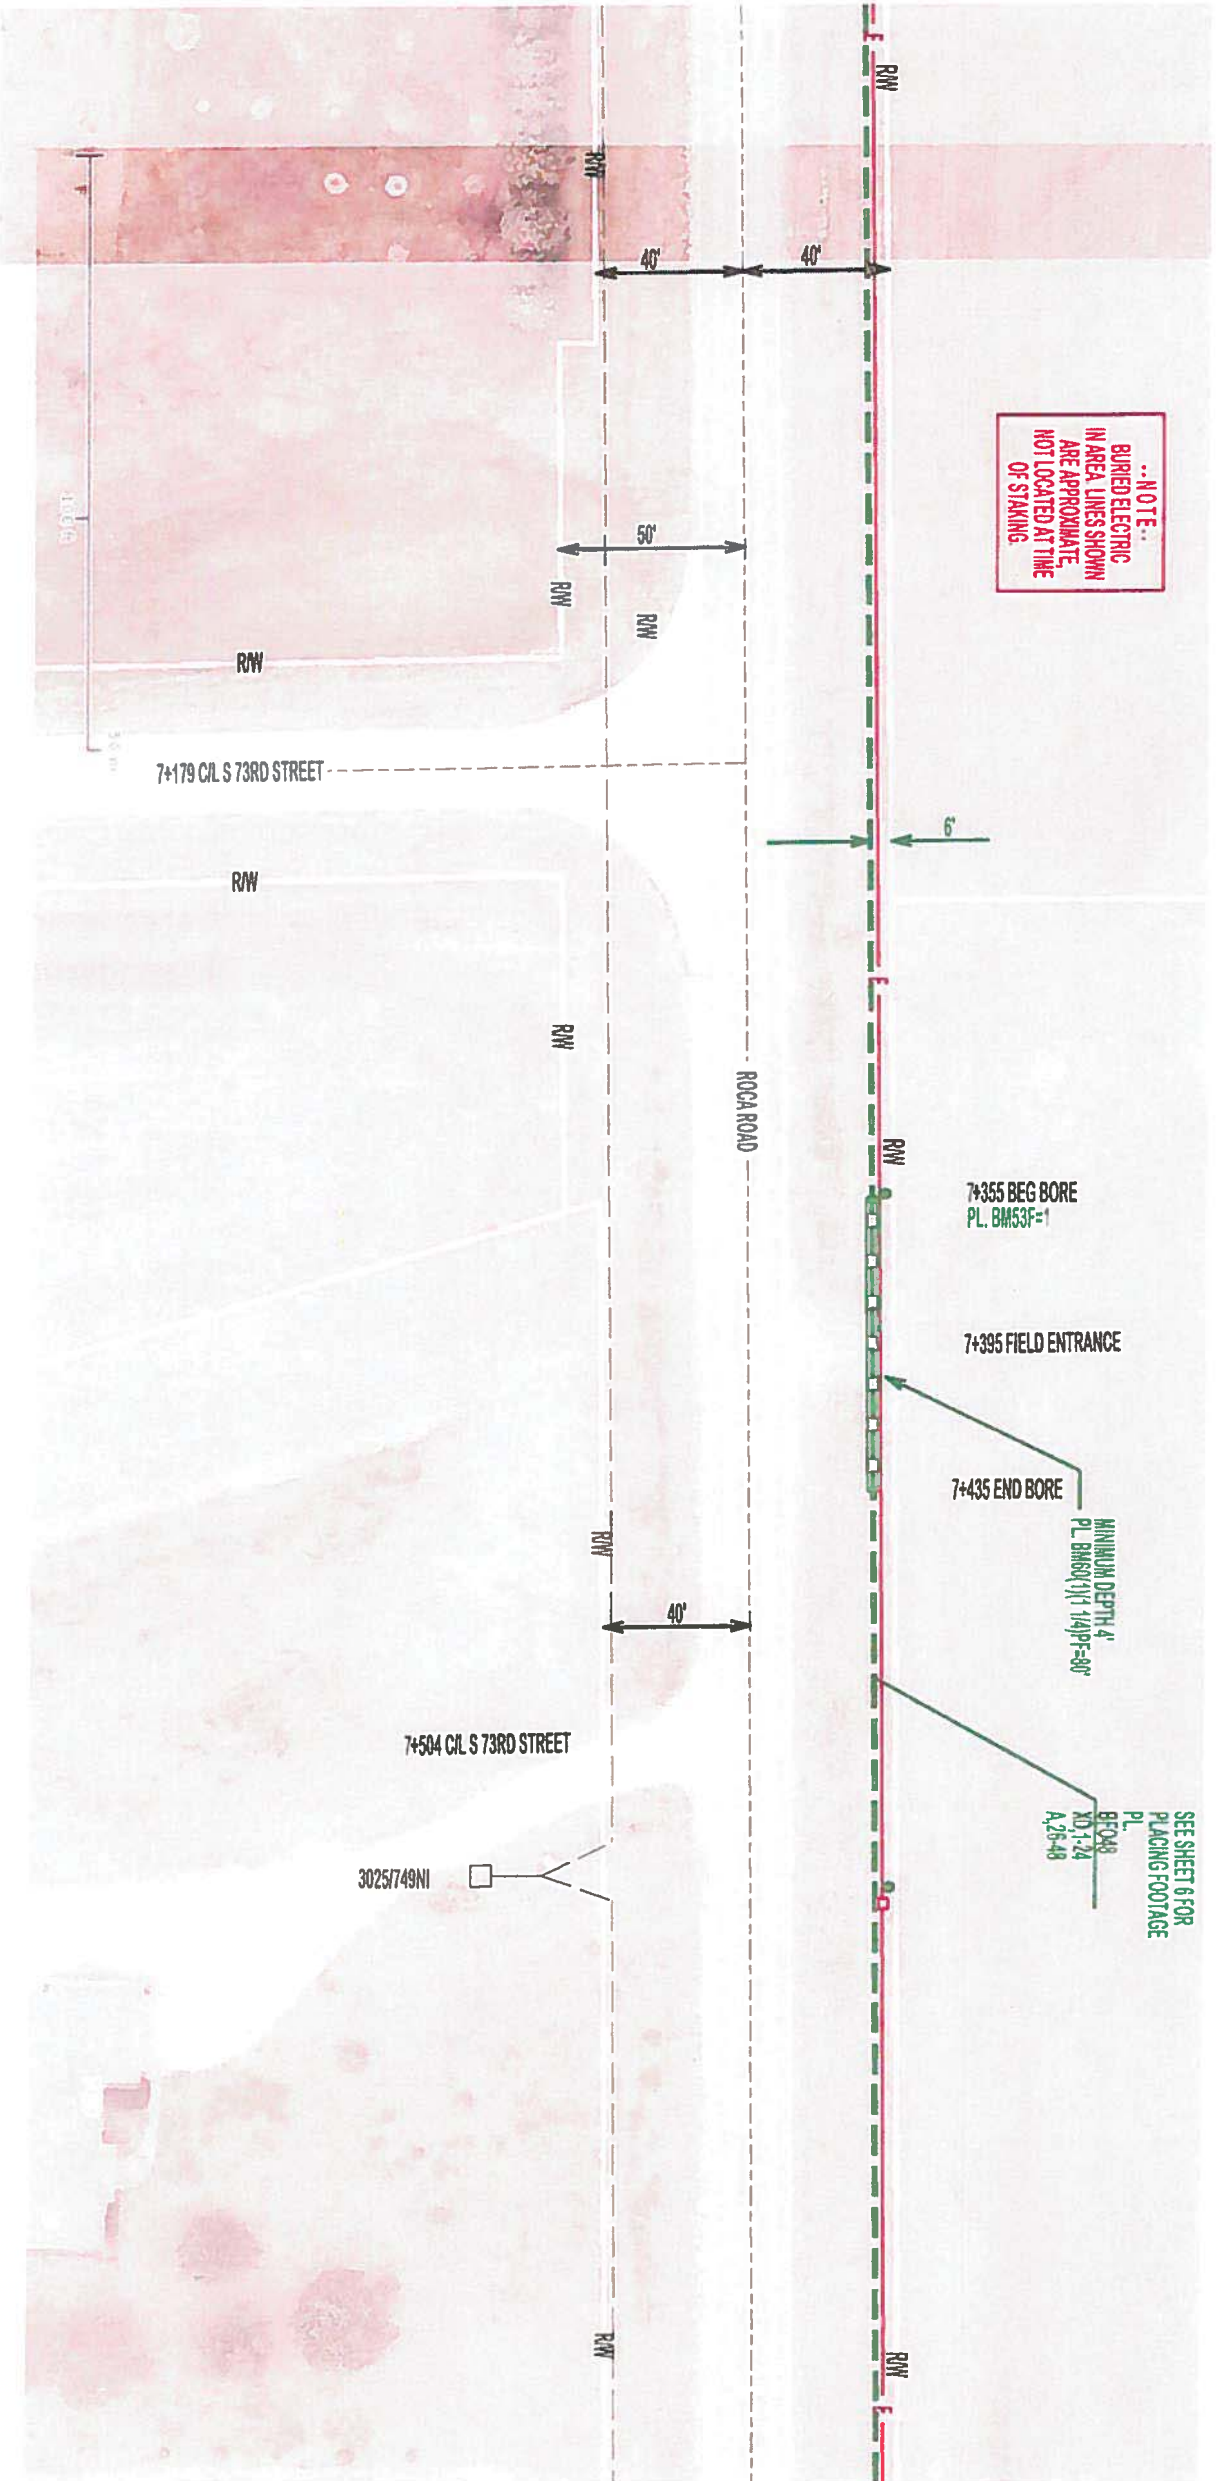 E
R/W
R/W
40'
40'
--NOTE--
BURIED ELECTRIC
IN AREA. LINES SHOWN
ARE APPROXIMATE,
NOT LOCATED AT TIME
OF STAKING.
50'
R/W
R/W
R/W
7+179 C/L S 73RD STREET
6'
R/W
E
R/W
ROCA ROAD
R/W
7+355 BEG BORE
PL. BM53F=1
7+395 FIELD ENTRANCE
7+435 END BORE
MINIMUM DEPTH 4'
PL. BM60(1)(1 1/4)PF=80'
R/W
40'
7+504 C/L S 73RD STREET
SEE SHEET 6 FOR
PLACING FOOTAGE
PL.
BFO48
XD,1-24
A,25-48
3025/749NI
R/W
R/W
E